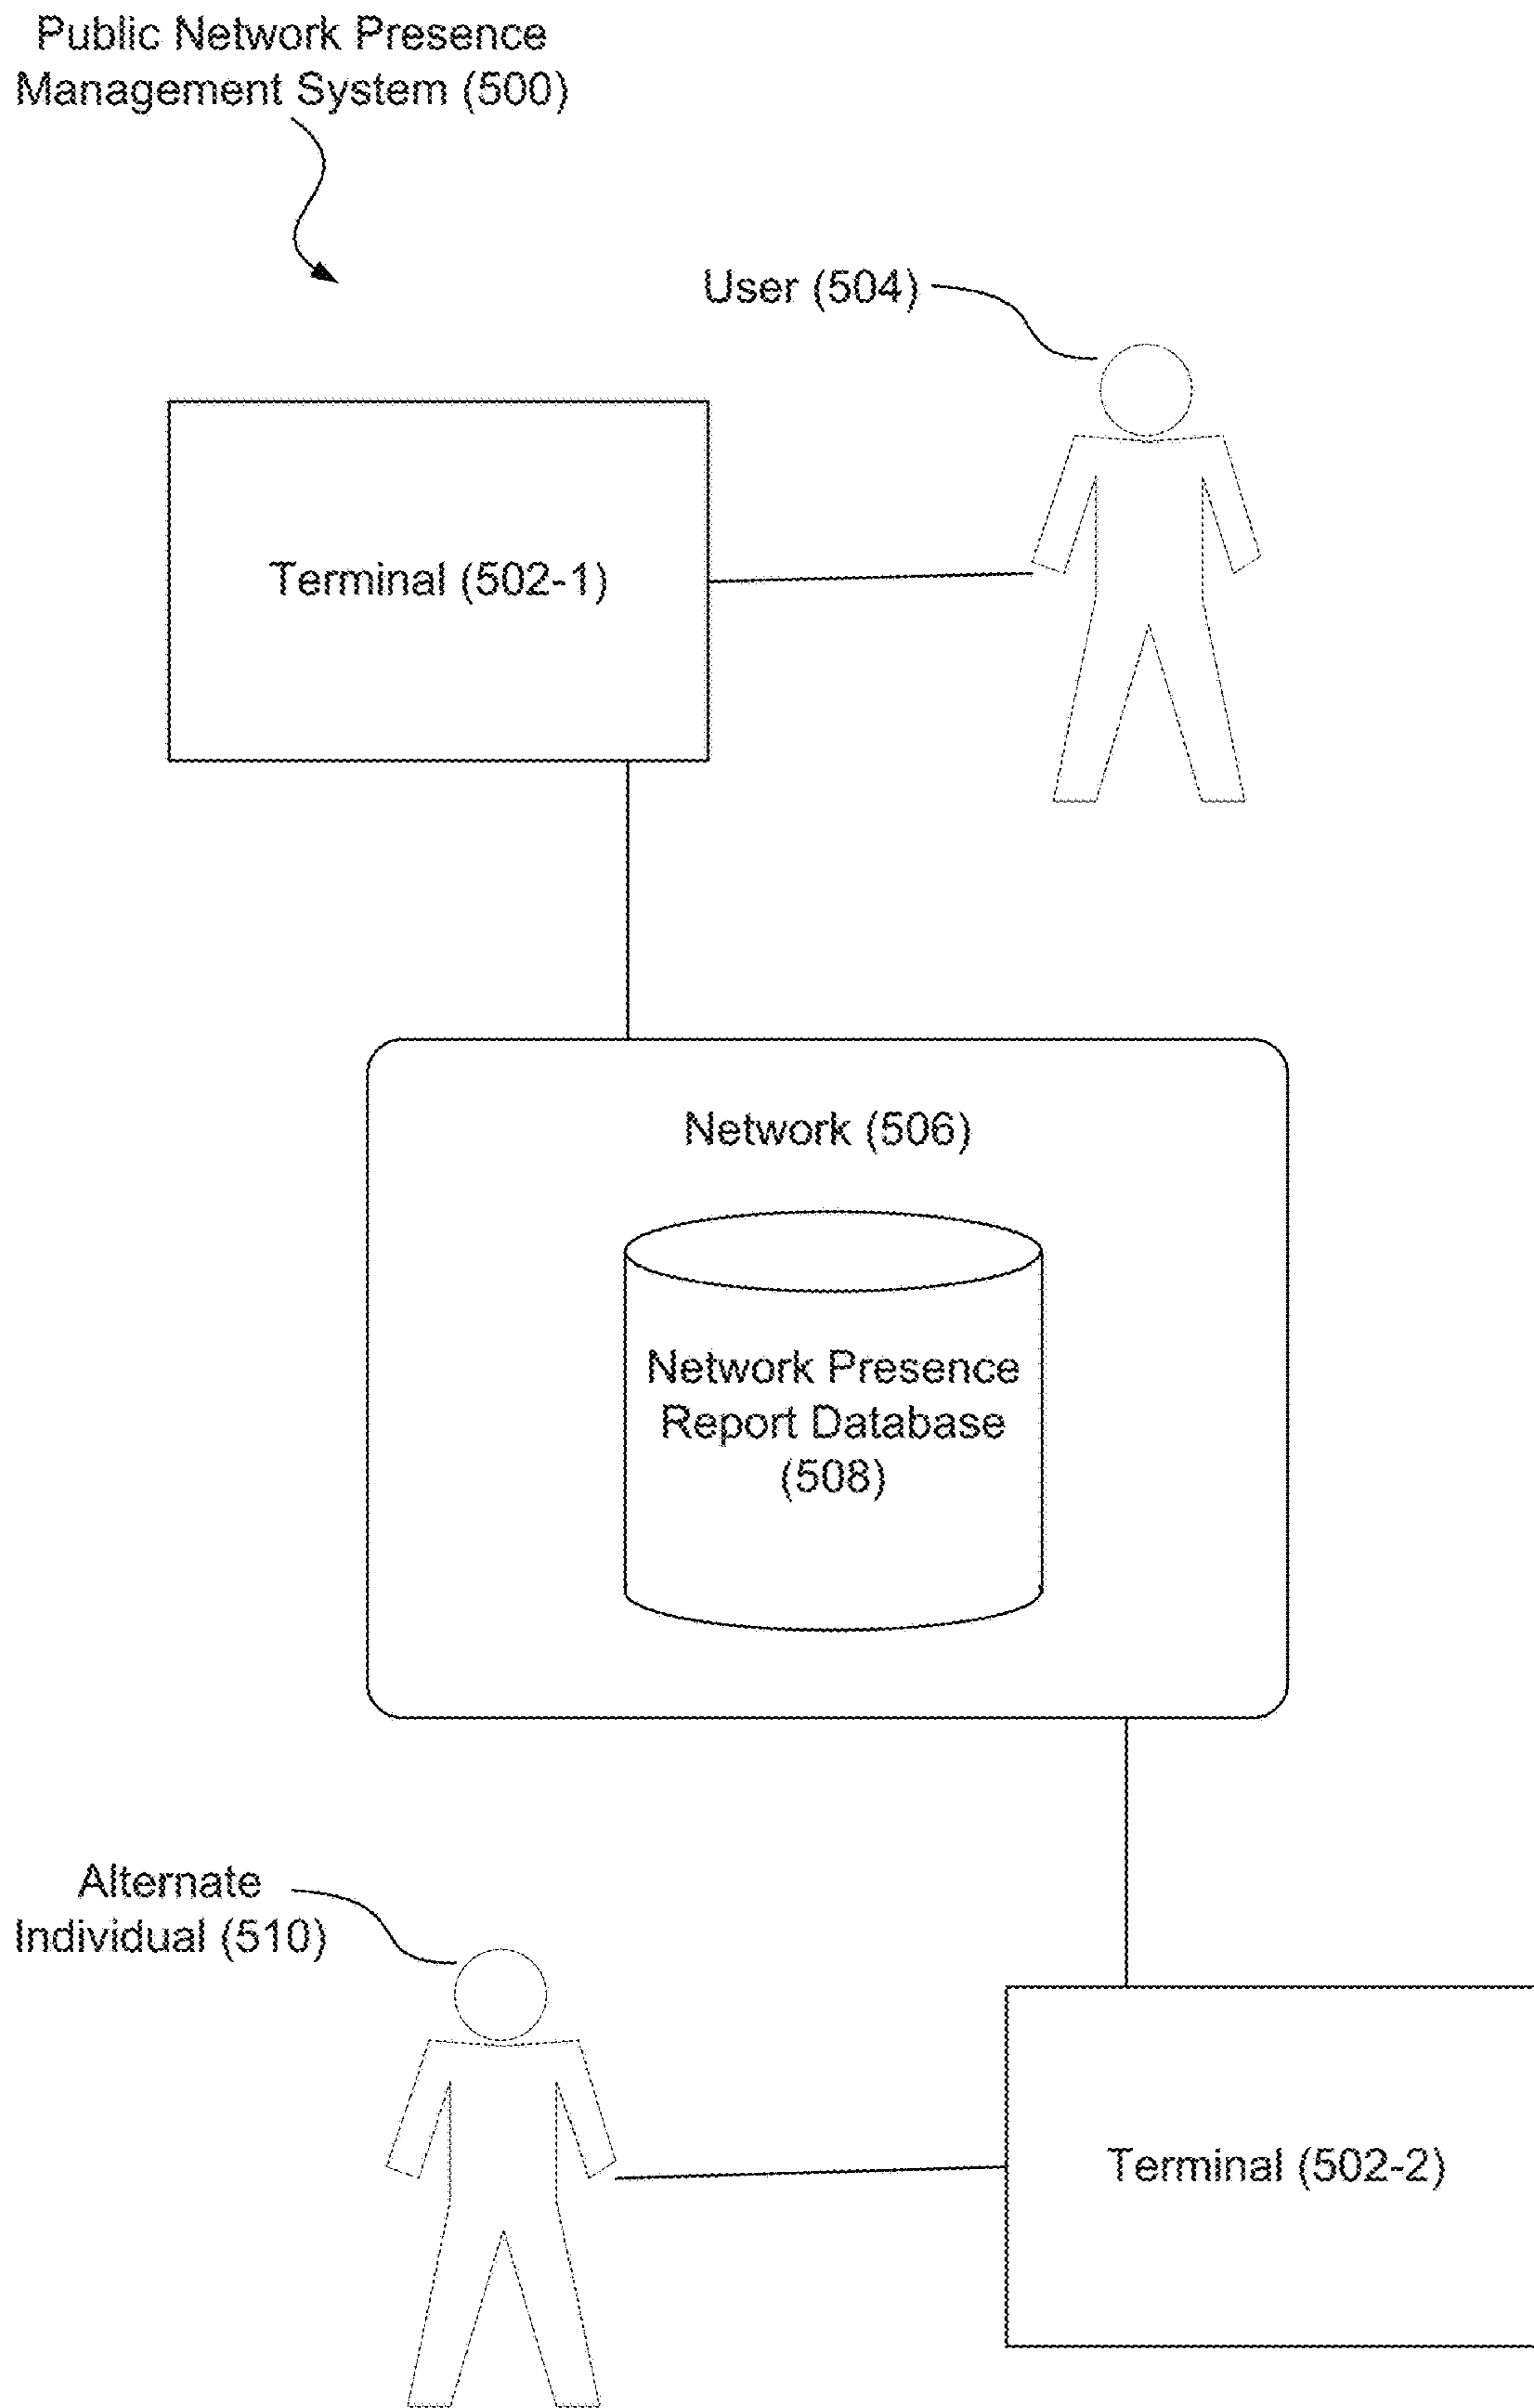 Public Network Presence
Management System (500)
User (504)
Terminal (502-1)
Network (506)
Network Presence
Report Database
(508)
Alternate
Individual (510)
Terminal (502-2)